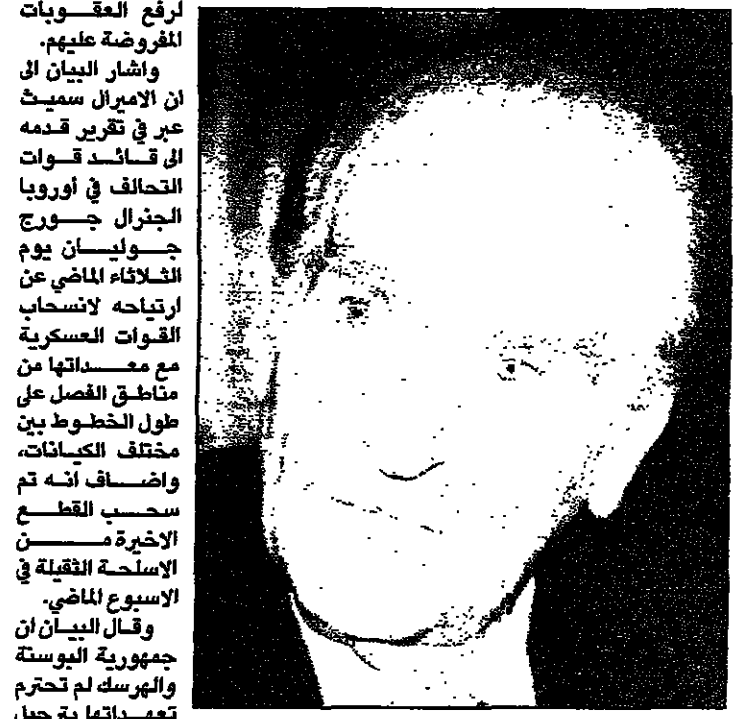 لرفع العقوبات
المفروضة عليهم.
واشار البيان الى
ان الاميرال سميث
عبر في تقرير قدمه
الى قائد قوات
التحالف في أوروبا
الجنرال جورج
جوليان يوم
الثلاثاء الماضي عن
ارتياحه لانسحاب
القوات العسكرية
مع معداتها من
مناطق الفصل على
طول الخطوط بين
مختلف الكيانات،
واضاف انه تم
سحب القطع
الاخيرة من
الاسلحة الثقيلة في
الاسبوع الماضي.
وقال البيان ان
جمهورية البوسنة
والهرسك لم تحترم
تعهداتها بترحيل